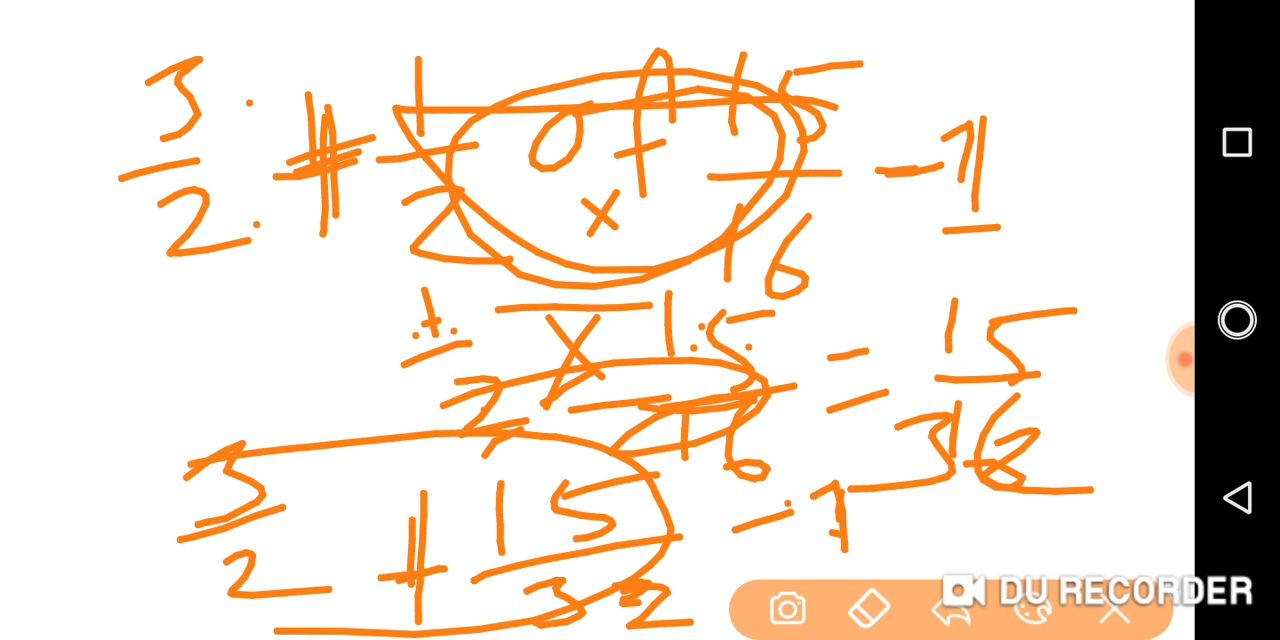 3/2 + 1/2 of 15/16 - 1
×
1/2 × 15/16 = 15/32
3/2 + 15/32 - 1
DU RECORDER